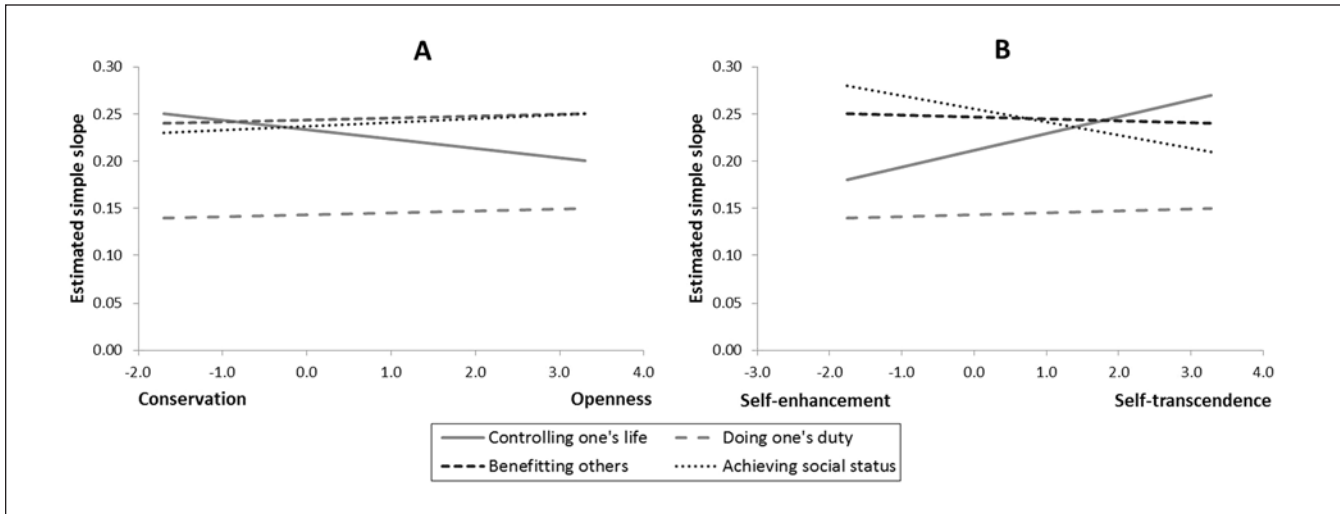 A
Estimated simple slope
0.30
0.25
0.20
0.15
0.10
0.05
0.00
-2.0 -1.0 0.0 1.0 2.0 3.0 4.0
Conservation Openness
B
Estimated simple slope
0.30
0.25
0.20
0.15
0.10
0.05
0.00
-3.0 -2.0 -1.0 0.0 1.0 2.0 3.0 4.0
Self-enhancement Self-transcendence
Controlling one's life Doing one's duty
Benefitting others Achieving social status